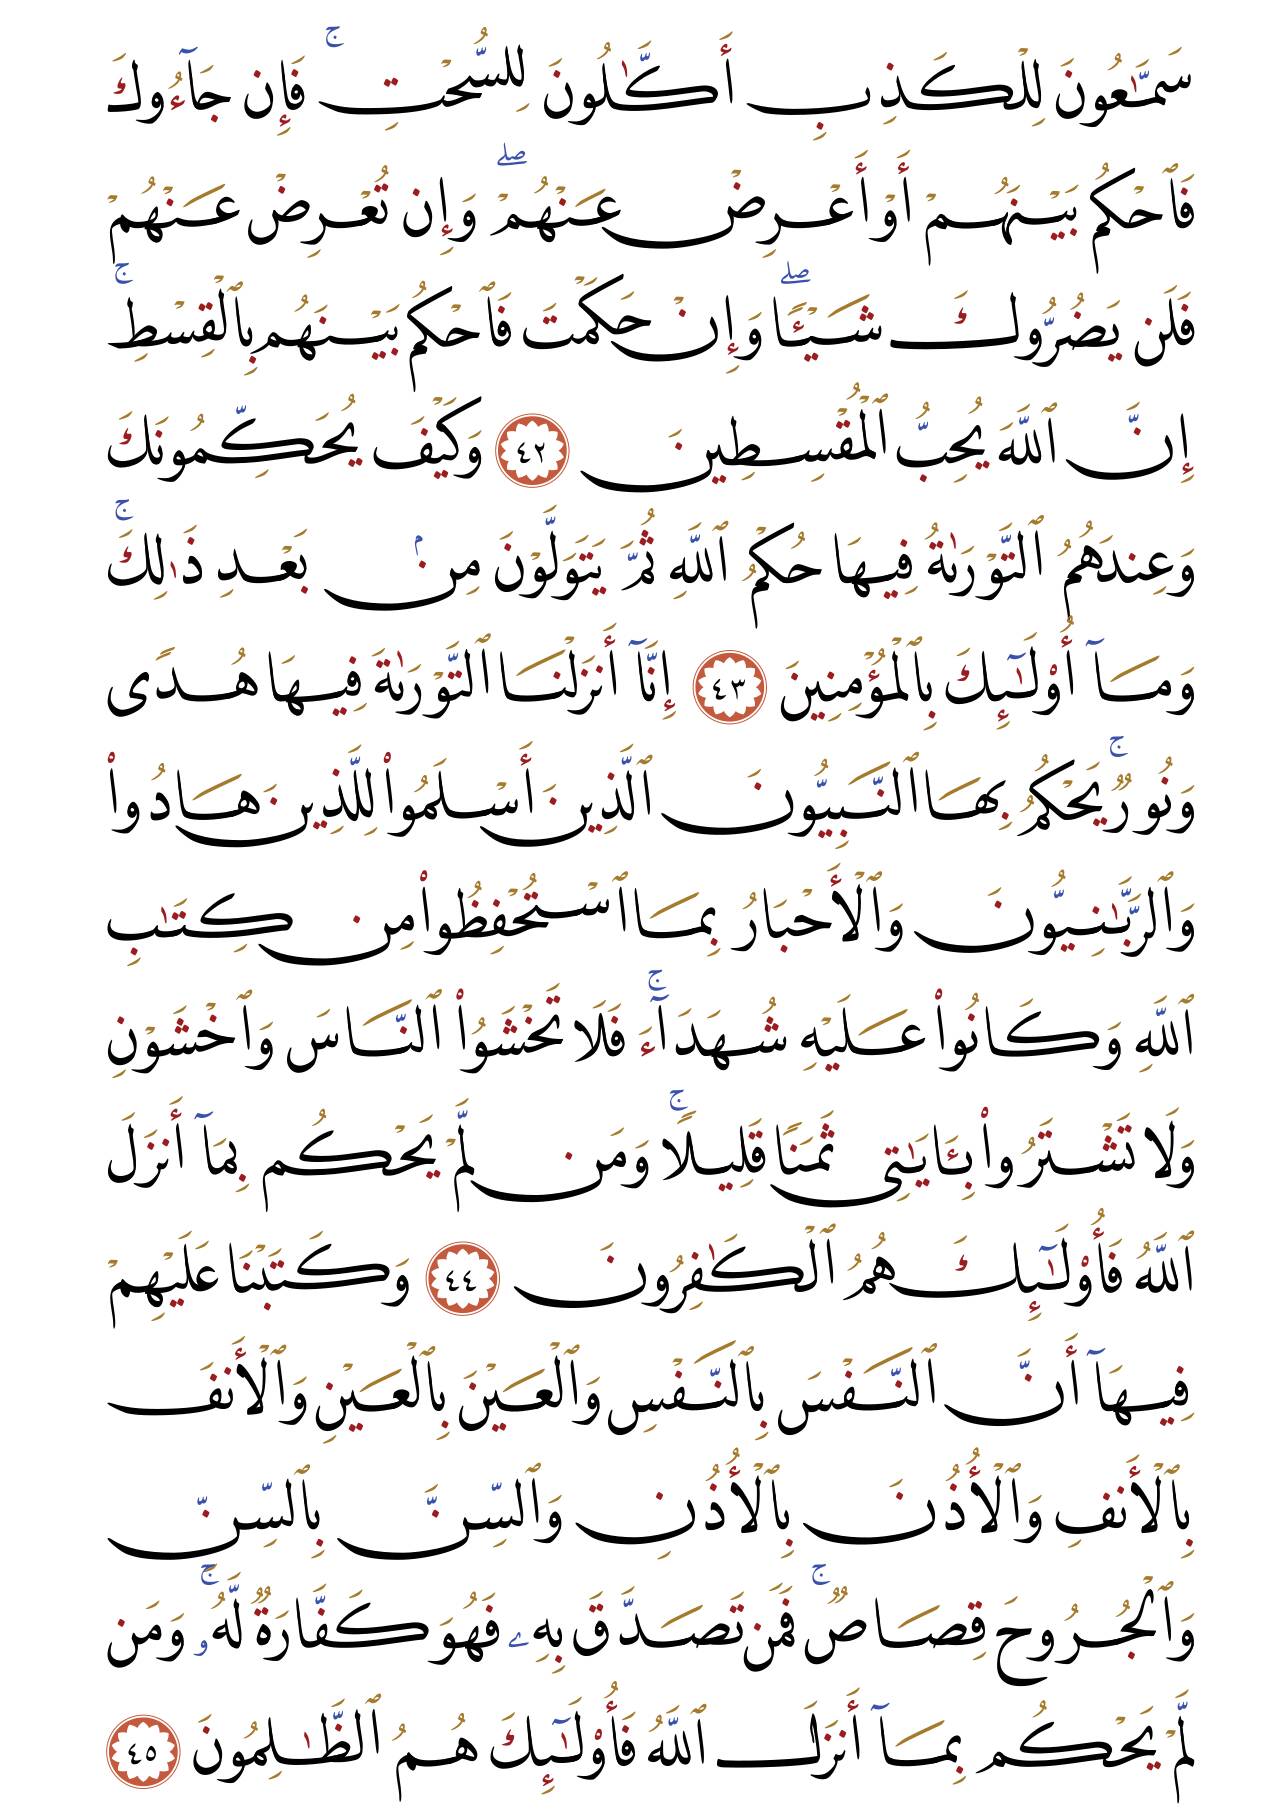 سَمَّٰعُونَ لِلۡكَذِبِ أَكَّٰلُونَ لِلسُّحۡتِۚ فَإِن جَآءُوكَ
فَٱحۡكُم بَيۡنَهُمۡ أَوۡ أَعۡرِضۡ عَنۡهُمۡۖ وَإِن تُعۡرِضۡ عَنۡهُمۡ
فَلَن يَضُرُّوكَ شَيۡـٔٗاۖ وَإِنۡ حَكَمۡتَ فَٱحۡكُم بَيۡنَهُم بِٱلۡقِسۡطِۚ
إِنَّ ٱللَّهَ يُحِبُّ ٱلۡمُقۡسِطِينَ ٤٢ وَكَيۡفَ يُحَكِّمُونَكَ
وَعِندَهُمُ ٱلتَّوۡرَىٰةُ فِيهَا حُكۡمُ ٱللَّهِ ثُمَّ يَتَوَلَّوۡنَ مِنۢ بَعۡدِ ذَٰلِكَۚ
وَمَآ أُوْلَٰٓئِكَ بِٱلۡمُؤۡمِنِينَ ٤٣ إِنَّآ أَنزَلۡنَا ٱلتَّوۡرَىٰةَ فِيهَا هُدٗى
وَنُورٞۚ يَحۡكُمُ بِهَا ٱلنَّبِيُّونَ ٱلَّذِينَ أَسۡلَمُواْ لِلَّذِينَ هَادُواْ
وَٱلرَّبَّٰنِيُّونَ وَٱلۡأَحۡبَارُ بِمَا ٱسۡتُحۡفِظُواْ مِن كِتَٰبِ
ٱللَّهِ وَكَانُواْ عَلَيۡهِ شُهَدَآءَۚ فَلَا تَخۡشَوُاْ ٱلنَّاسَ وَٱخۡشَوۡنِ
وَلَا تَشۡتَرُواْ بِـَٔايَٰتِي ثَمَنٗا قَلِيلٗاۚ وَمَن لَّمۡ يَحۡكُم بِمَآ أَنزَلَ
ٱللَّهُ فَأُوْلَٰٓئِكَ هُمُ ٱلۡكَٰفِرُونَ ٤٤ وَكَتَبۡنَا عَلَيۡهِمۡ
فِيهَآ أَنَّ ٱلنَّفۡسَ بِٱلنَّفۡسِ وَٱلۡعَيۡنَ بِٱلۡعَيۡنِ وَٱلۡأَنفَ
بِٱلۡأَنفِ وَٱلۡأُذُنَ بِٱلۡأُذُنِ وَٱلسِّنَّ بِٱلسِّنِّ
وَٱلۡجُرُوحَ قِصَاصٞۚ فَمَن تَصَدَّقَ بِهِۦ فَهُوَ كَفَّارَةٞ لَّهُۥۚ وَمَن
لَّمۡ يَحۡكُم بِمَآ أَنزَلَ ٱللَّهُ فَأُوْلَٰٓئِكَ هُمُ ٱلظَّٰلِمُونَ ٤٥